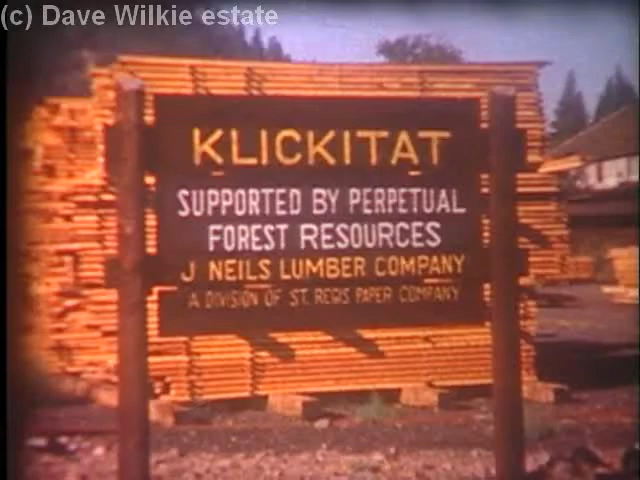 (c) Dave Wilkie estate
KLICKITAT
SUPPORTED BY PERPETUAL
FOREST RESOURCES
J NEILS LUMBER COMPANY
A DIVISION OF ST. REGIS PAPER COMPANY